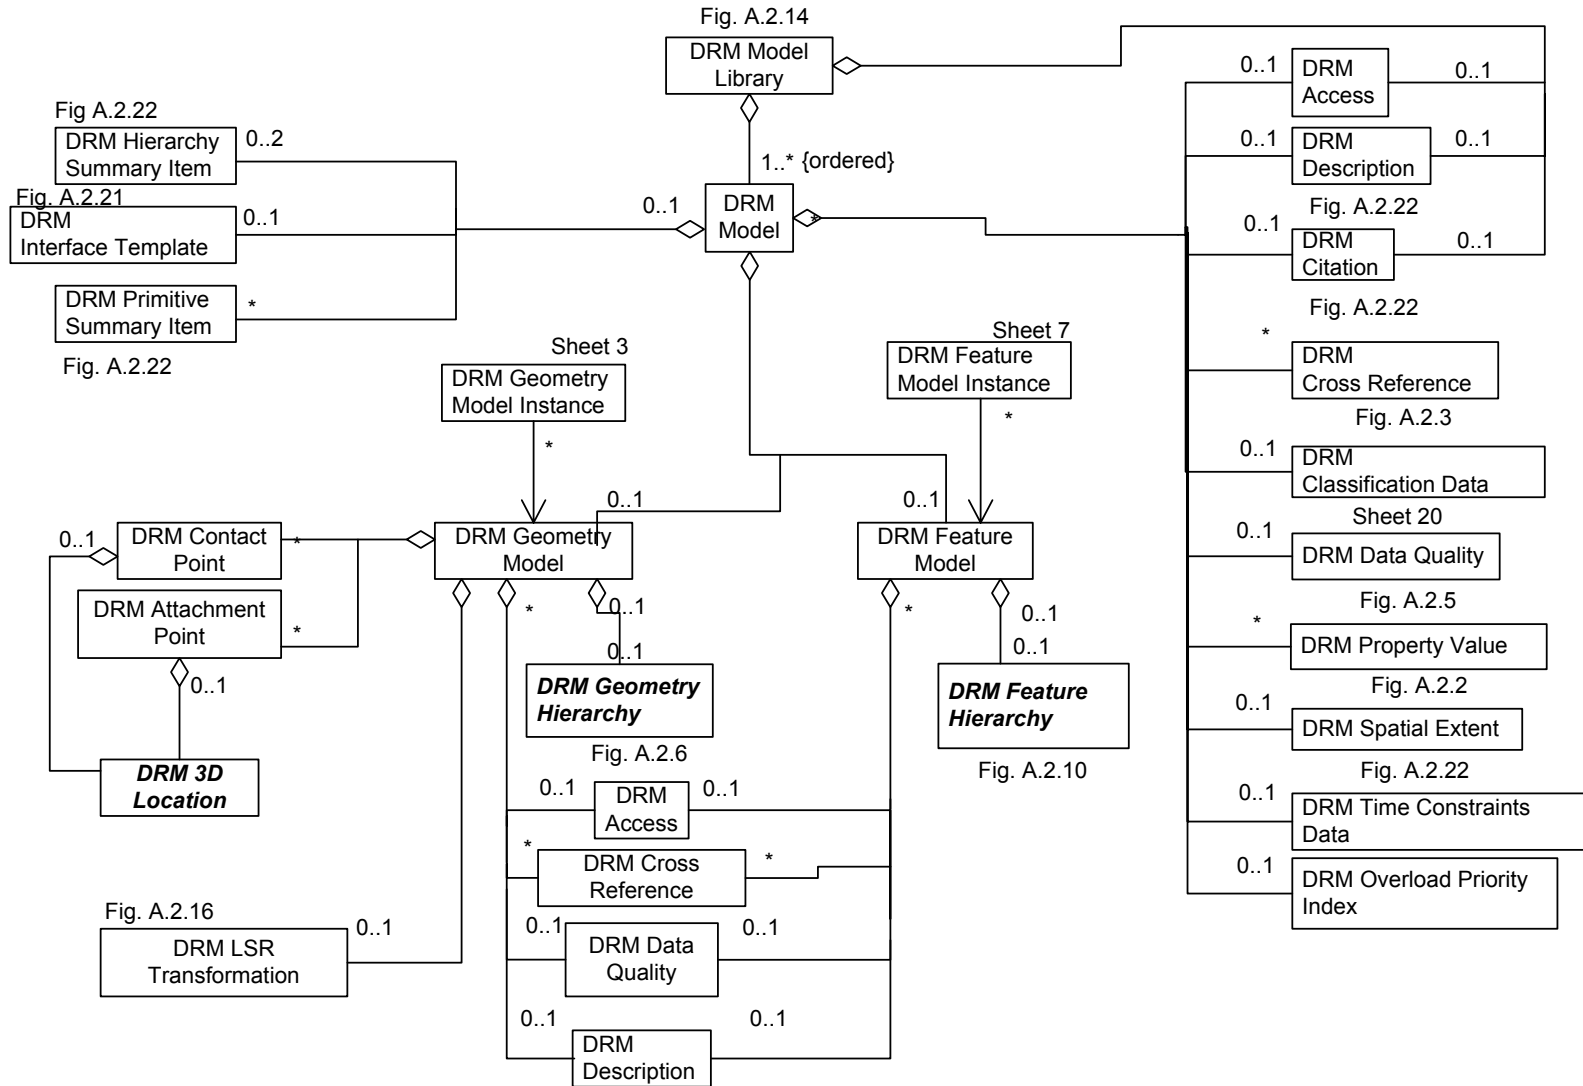 Fig. A.2.14
DRM Model
Library
0..1
DRM
Access
0..1
Fig A.2.22
DRM Hierarchy
Summary Item
0..2
1..* {ordered}
0..1
DRM
Description
0..1
Fig. A.2.21
DRM
Interface Template
0..1
0..1
DRM
Model
*
Fig. A.2.22
0..1
DRM
Citation
0..1
DRM Primitive
Summary Item
*
Fig. A.2.22
Fig. A.2.22
Sheet 3
DRM Geometry
Model Instance
*
Sheet 7
DRM Feature
Model Instance
*
*
DRM
Cross Reference
Fig. A.2.3
0..1
DRM
Classification Data
Sheet 20
0..1
0..1
0..1
DRM Contact
Point
*
DRM Geometry
Model
DRM Feature
Model
0..1
DRM Data Quality
Fig. A.2.5
DRM Attachment
Point
*
*
0..1
*
0..1
0..1
0..1
0..1
DRM Geometry
Hierarchy
Fig. A.2.6
DRM Feature
Hierarchy
Fig. A.2.10
*
DRM Property Value
Fig. A.2.2
0..1
DRM Spatial Extent
Fig. A.2.22
DRM 3D
Location
0..1
DRM
Access
0..1
0..1
DRM Time Constraints
Data
*
DRM Cross
Reference
*
0..1
DRM Overload Priority
Index
Fig. A.2.16
DRM LSR
Transformation
0..1
0..1
DRM Data
Quality
0..1
0..1
DRM
Description
0..1